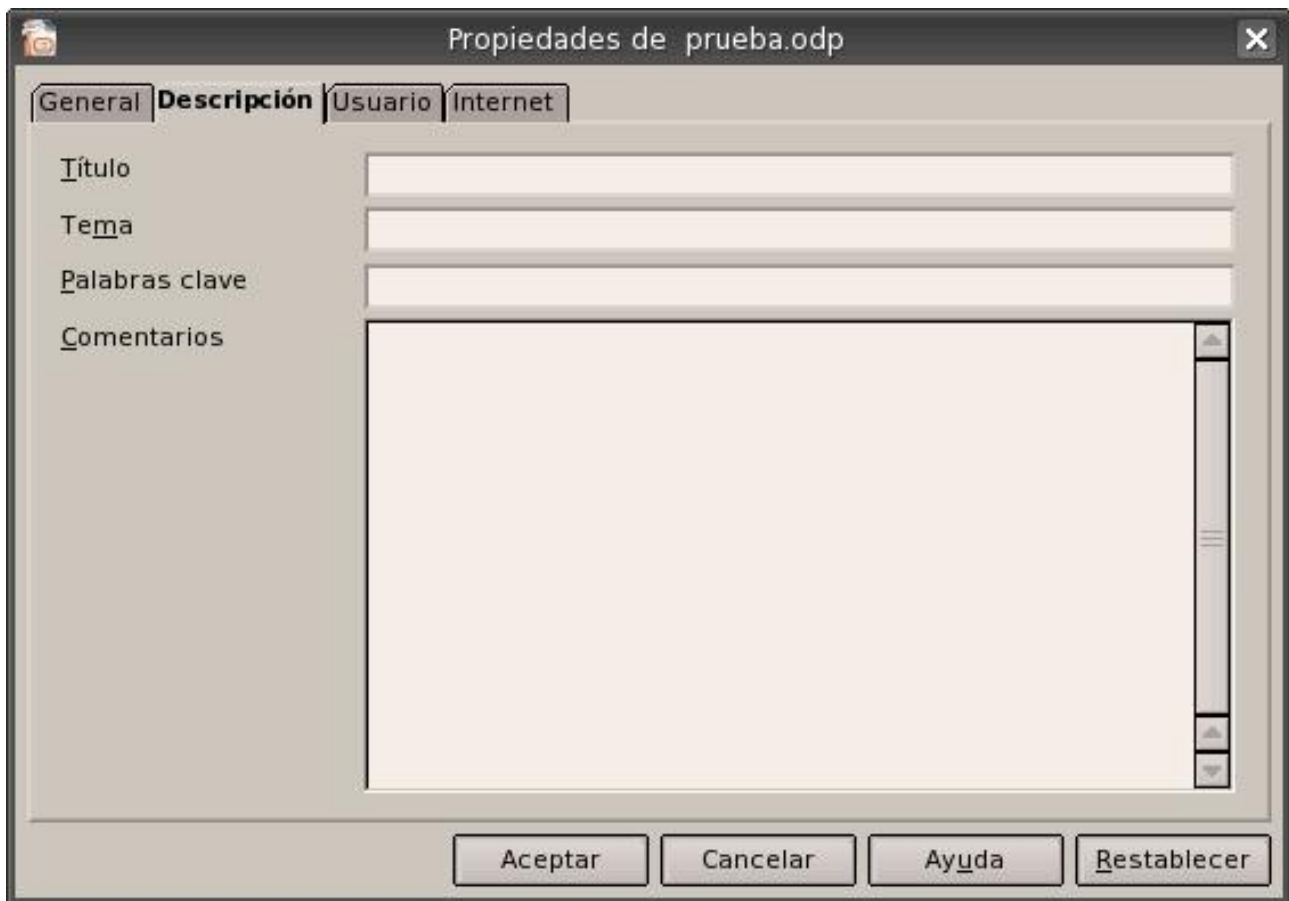 Propiedades de prueba.odp
General Descripción Usuario Internet
Título
Tema
Palabras clave
Comentarios
Aceptar Cancelar Ayuda Restablecer